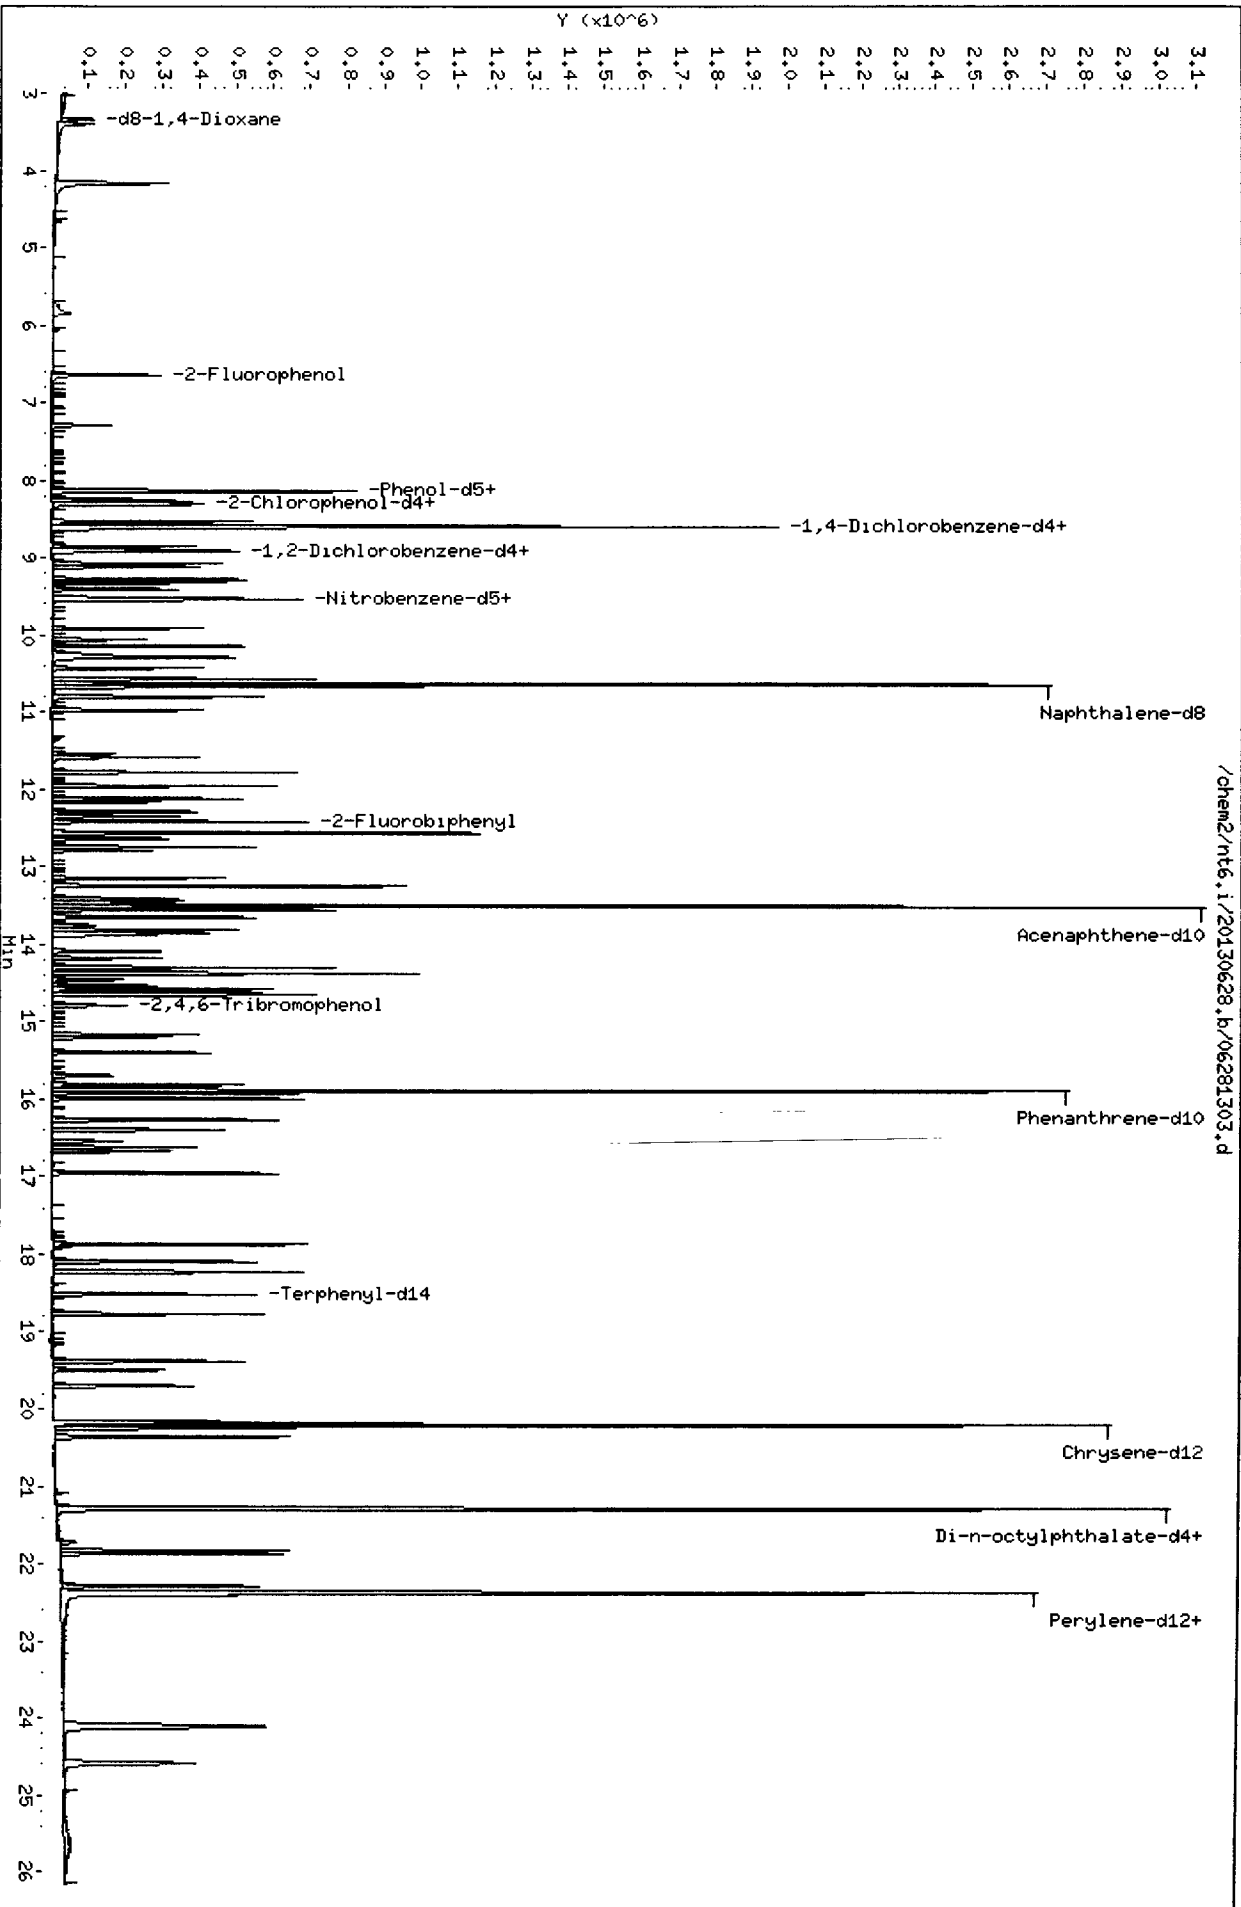 /chem2/nt6.i/20130628.b/06281303.d
Y (x10^6)
3.1
3.0
2.9
2.8
2.7
2.6
2.5
2.4
2.3
2.2
2.1
2.0
1.9
1.8
1.7
1.6
1.5
1.4
1.3
1.2
1.1
1.0
0.9
0.8
0.7
0.6
0.5
0.4
0.3
0.2
0.1
-d8-1,4-Dioxane
-2-Fluorophenol
-Phenol-d5+
-2-Chlorophenol-d4+
-1,4-Dichlorobenzene-d4+
-1,2-Dichlorobenzene-d4+
-Nitrobenzene-d5+
Naphthalene-d8
-2-Fluorobiphenyl
Acenaphthene-d10
-2,4,6-Tribromophenol
Phenanthrene-d10
-Terphenyl-d14
Chrysene-d12
Di-n-octylphthalate-d4+
Perylene-d12+
3 4 5 6 7 8 9 10 11 12 13 14 15 16 17 18 19 20 21 22 23 24 25 26
Min